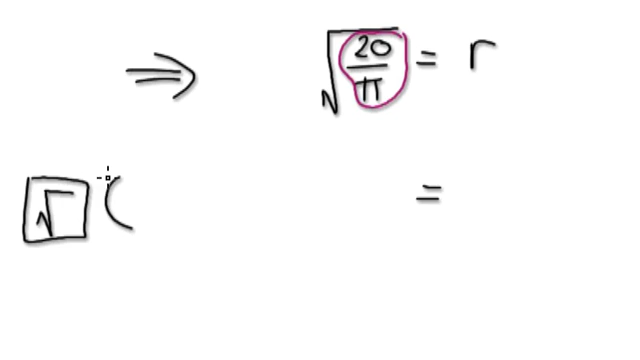 ⇒ √(20/π) = r
√ ( =